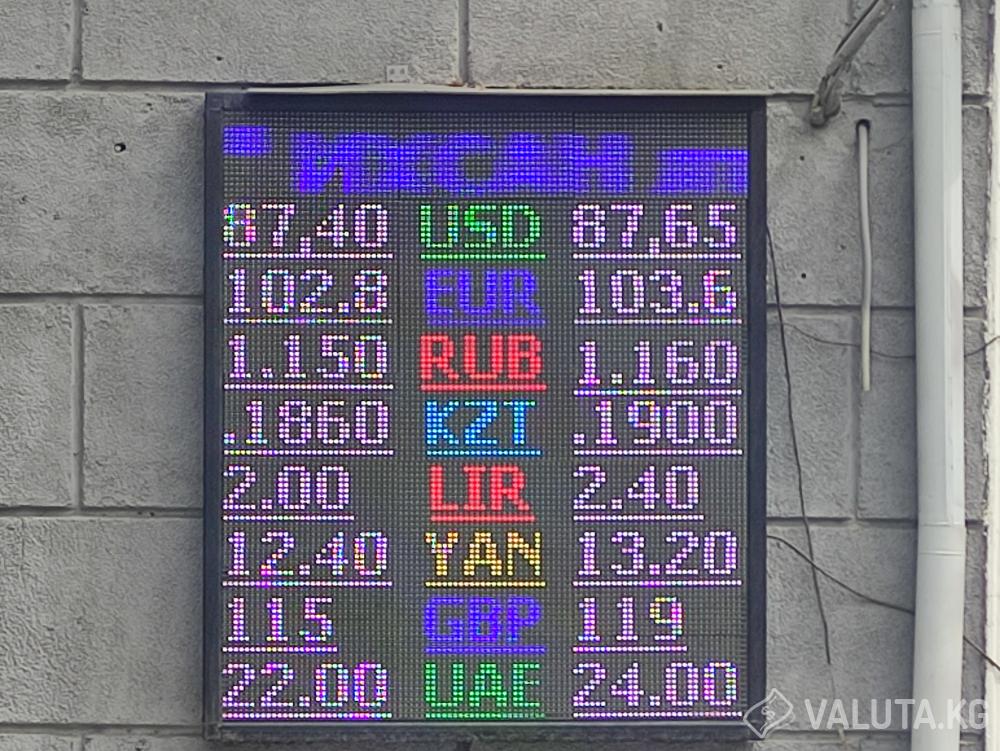 ИХСАН
87,40 USD 87,65
102.8 EUR 103.6
1.150 RUB 1.160
.1860 KZT .1900
2.00 LIR 2.40
12.40 YAN 13.20
115 GBP 119
22.00 UAE 24.00
VALUTA.KG